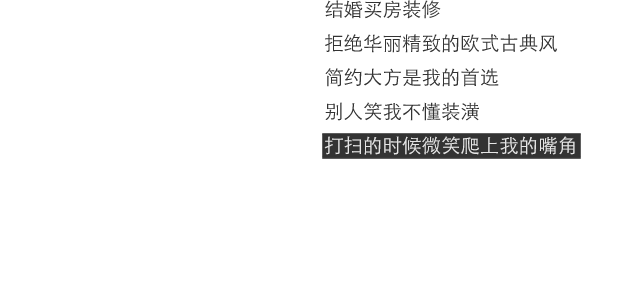 结婚买房装修
拒绝华丽精致的欧式古典风
简约大方是我的首选
别人笑我不懂装潢
打扫的时候微笑爬上我的嘴角